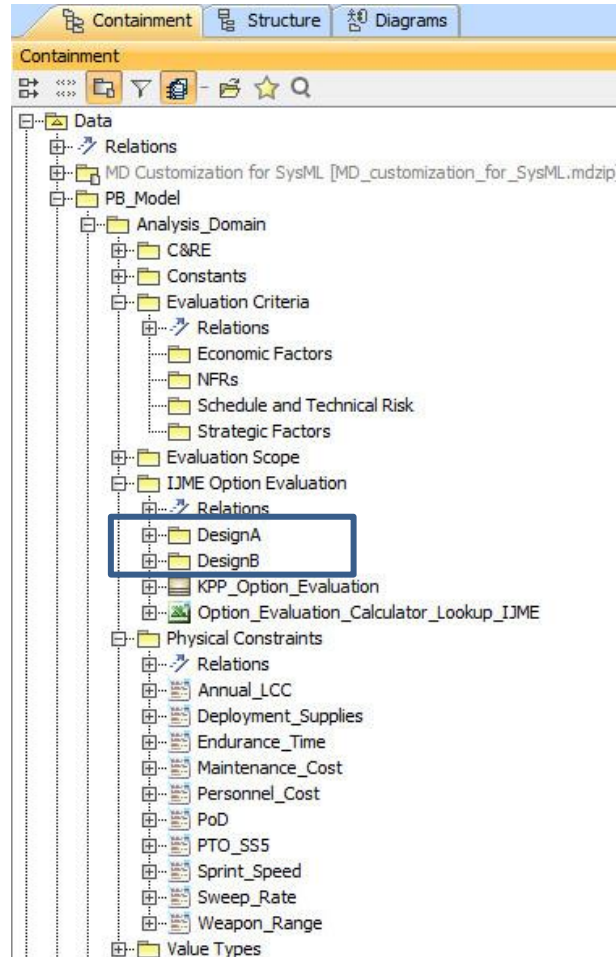 Containment Structure Diagrams
Containment
Data
Relations
MD Customization for SysML [MD_customization_for_SysML.mdzip]
PB_Model
Analysis_Domain
C&RE
Constants
Evaluation Criteria
Relations
Economic Factors
NFRs
Schedule and Technical Risk
Strategic Factors
Evaluation Scope
IJME Option Evaluation
Relations
DesignA
DesignB
KPP_Option_Evaluation
Option_Evaluation_Calculator_Lookup_IJME
Physical Constraints
Relations
Annual_LCC
Deployment_Supplies
Endurance_Time
Maintenance_Cost
Personnel_Cost
PoD
PTO_SS5
Sprint_Speed
Sweep_Rate
Weapon_Range
Value Types